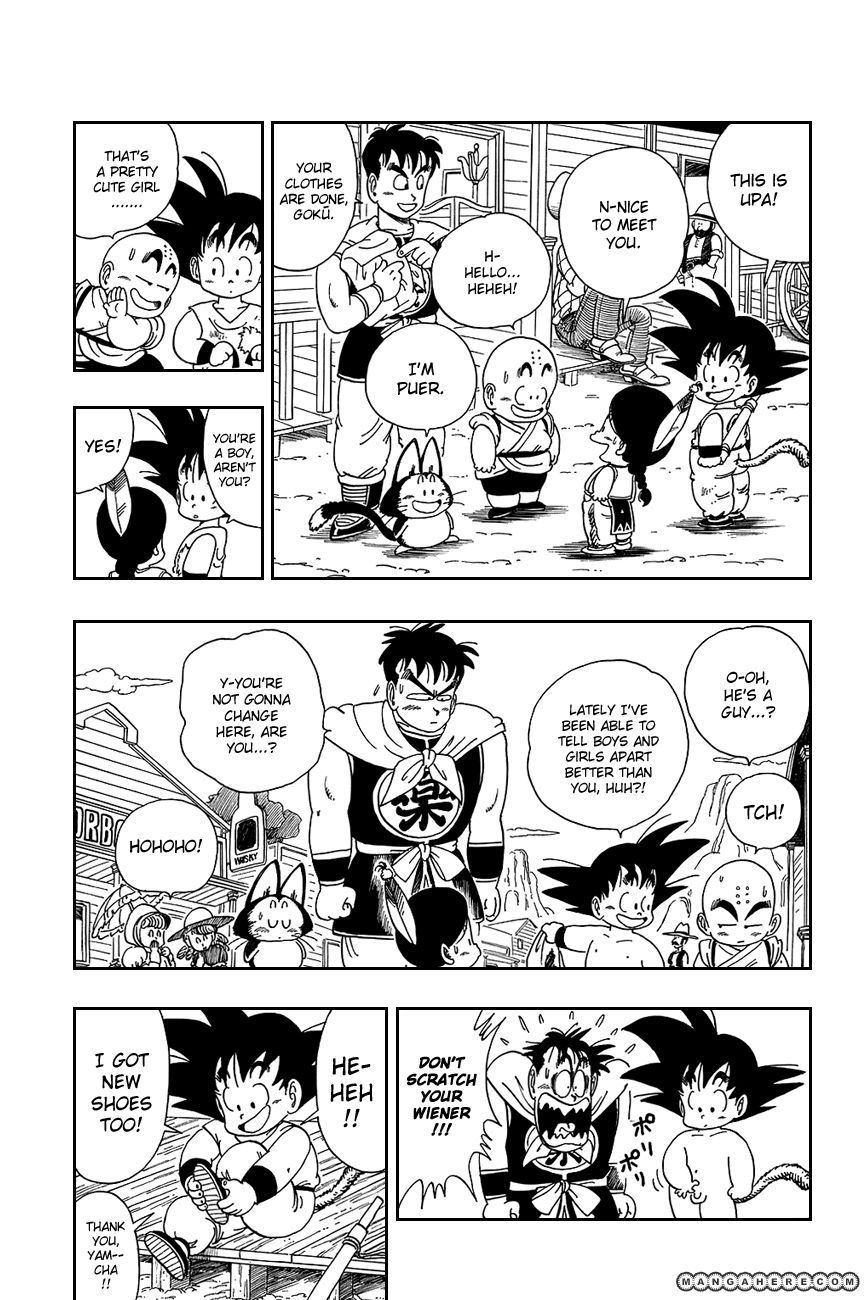 THIS IS
UPA!
N-NICE
TO MEET
YOU.
H-
HELLO...
HEHEH!
YOUR
CLOTHES
ARE DONE,
GOKŪ.
I'M
PUER.
THAT'S
A PRETTY
CUTE GIRL
.......
YOU'RE
A BOY,
AREN'T
YOU?
YES!
O-OH,
HE'S A
GUY...?
TCH!
LATELY I'VE
BEEN ABLE TO
TELL BOYS AND
GIRLS APART
BETTER THAN
YOU, HUH?!
Y-YOU'RE
NOT GONNA
CHANGE
HERE, ARE
YOU...?
楽
HOHOHO!
ORB
WISKY
DON'T
SCRATCH
YOUR
WIENER
!!!
ポリ
ポリ
HE-
HEH
!!
I GOT
NEW
SHOES
TOO!
THANK
YOU,
YAM--
CHA
!!
MANGAHERE.COM